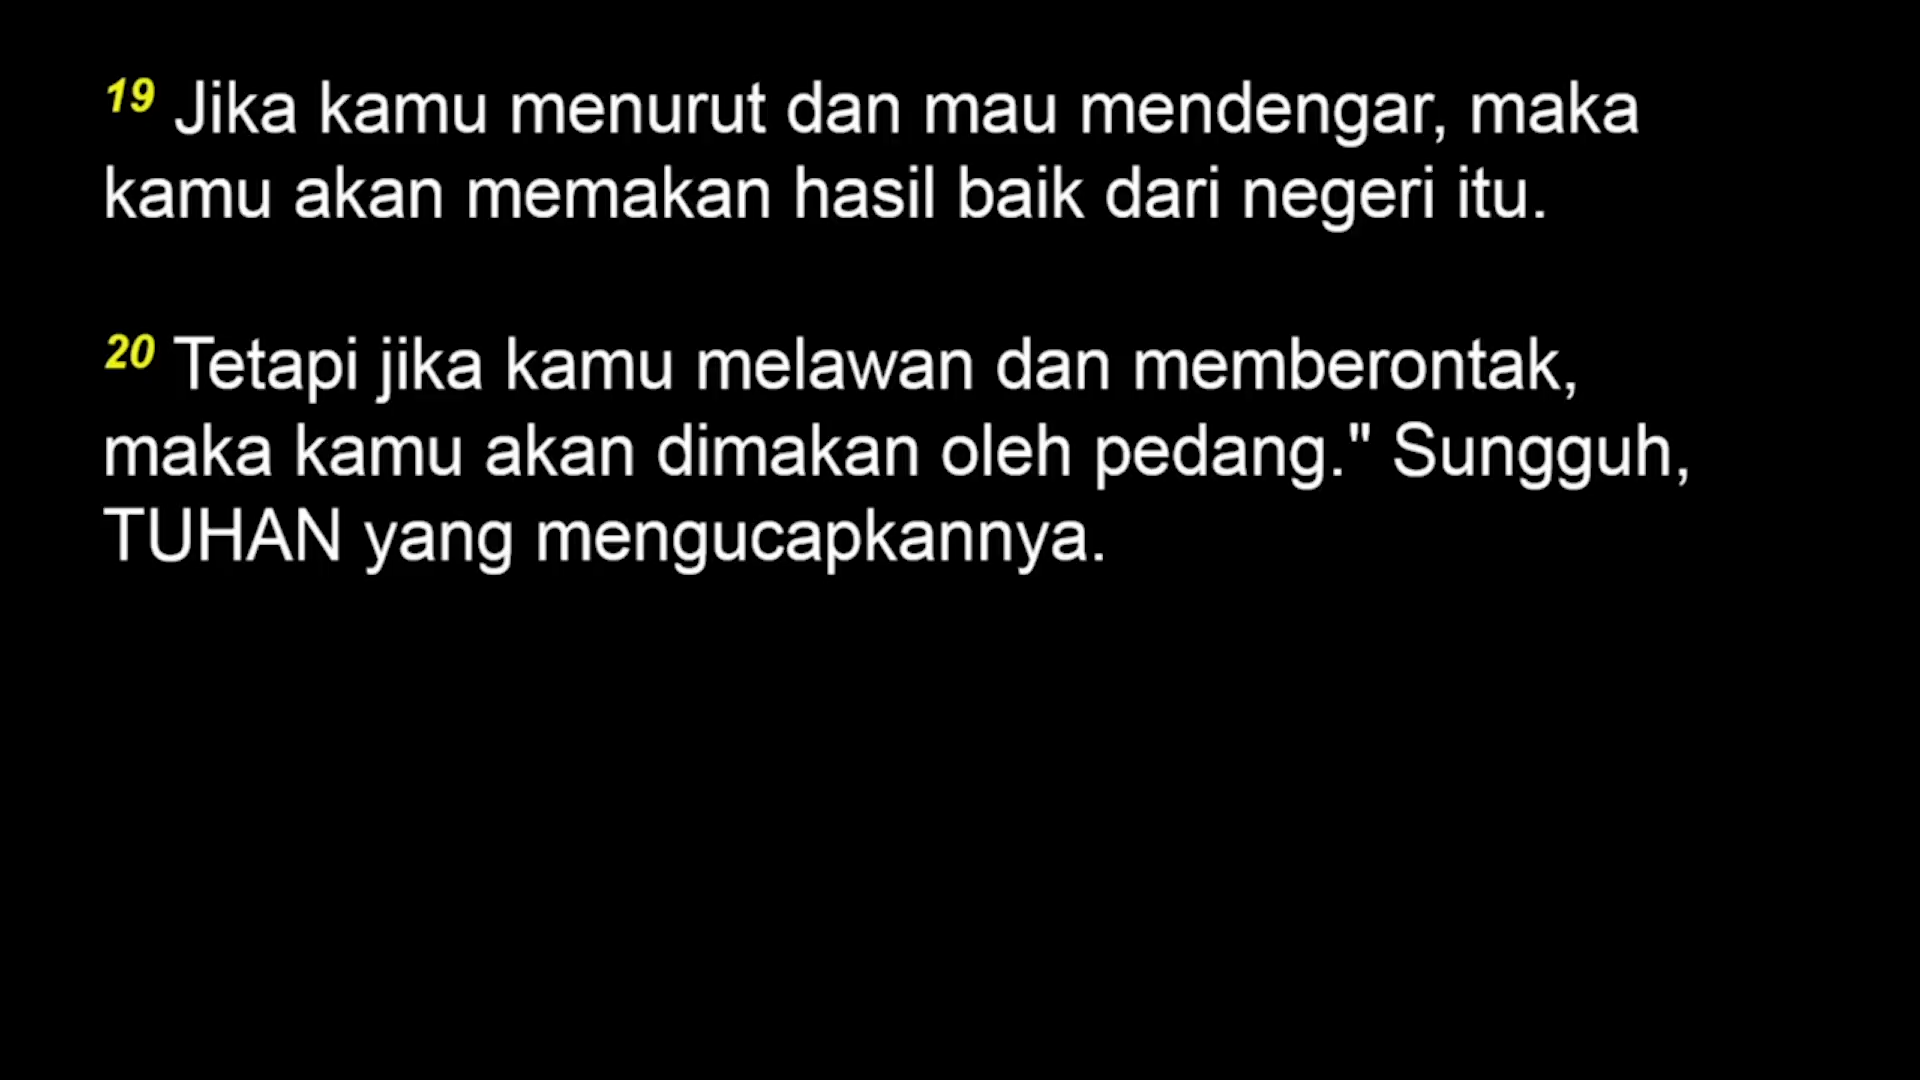 19 Jika kamu menurut dan mau mendengar, maka
kamu akan memakan hasil baik dari negeri itu.
20 Tetapi jika kamu melawan dan memberontak,
maka kamu akan dimakan oleh pedang." Sungguh,
TUHAN yang mengucapkannya.